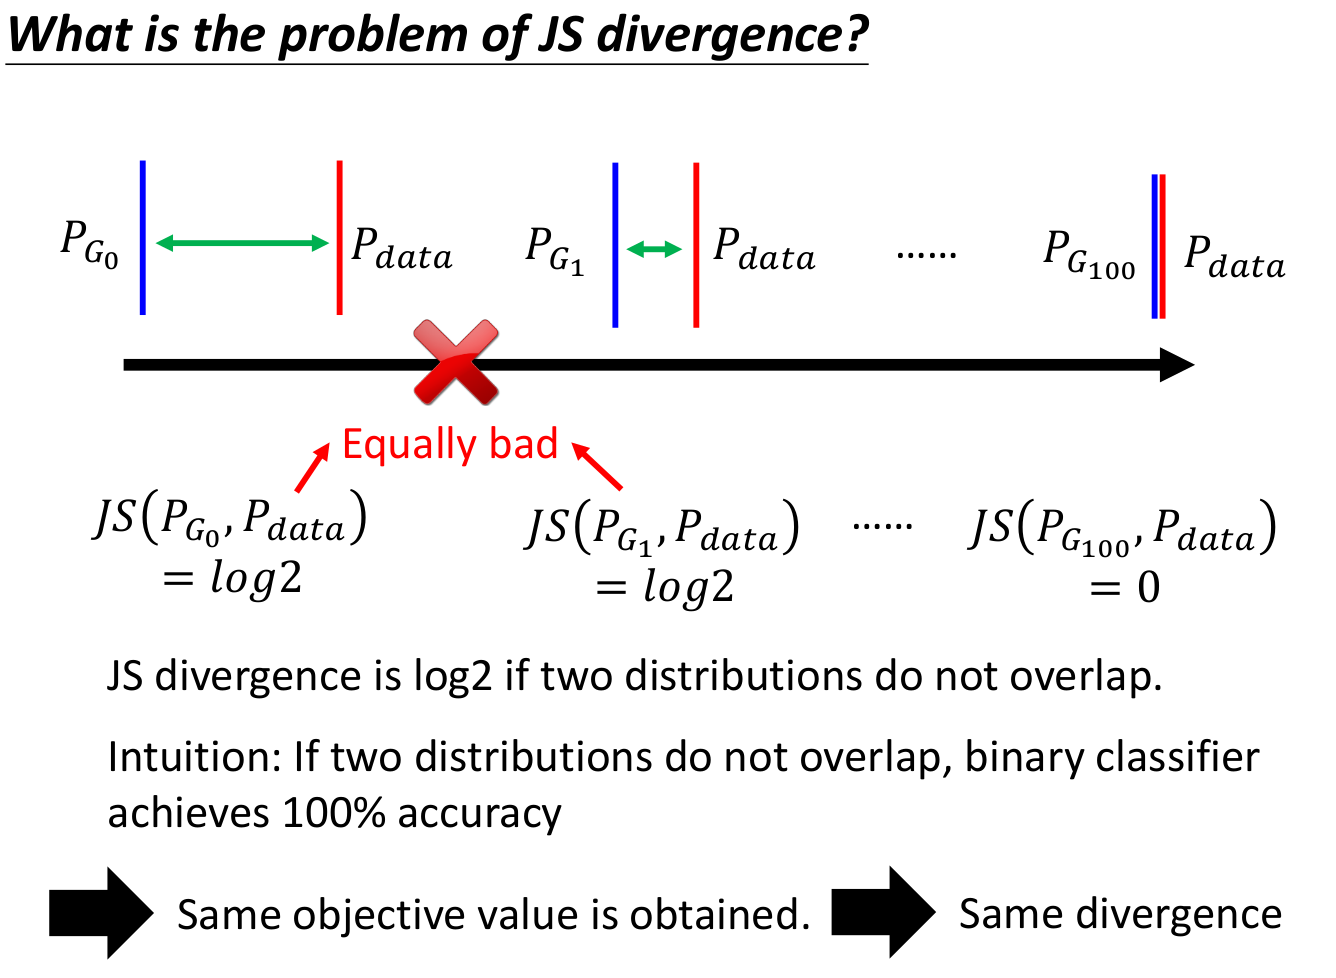 What is the problem of JS divergence?
P_{G_0} P_{data} P_{G_1} P_{data} …… P_{G_{100}} P_{data}
Equally bad
JS(P_{G_0}, P_{data}) JS(P_{G_1}, P_{data}) …… JS(P_{G_{100}}, P_{data})
= log2 = log2 = 0
JS divergence is log2 if two distributions do not overlap.
Intuition: If two distributions do not overlap, binary classifier
achieves 100% accuracy
Same objective value is obtained. Same divergence